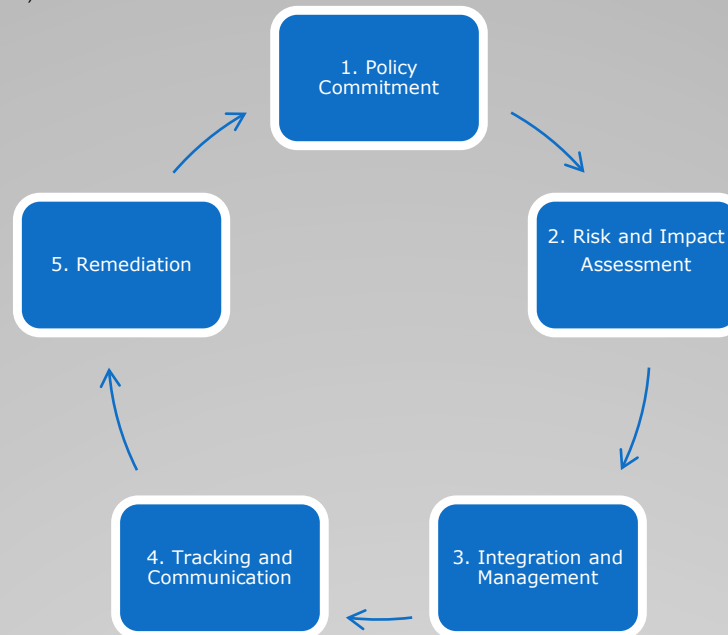 1. Policy
Commitment
2. Risk and Impact
Assessment
3. Integration and
Management
4. Tracking and
Communication
5. Remediation